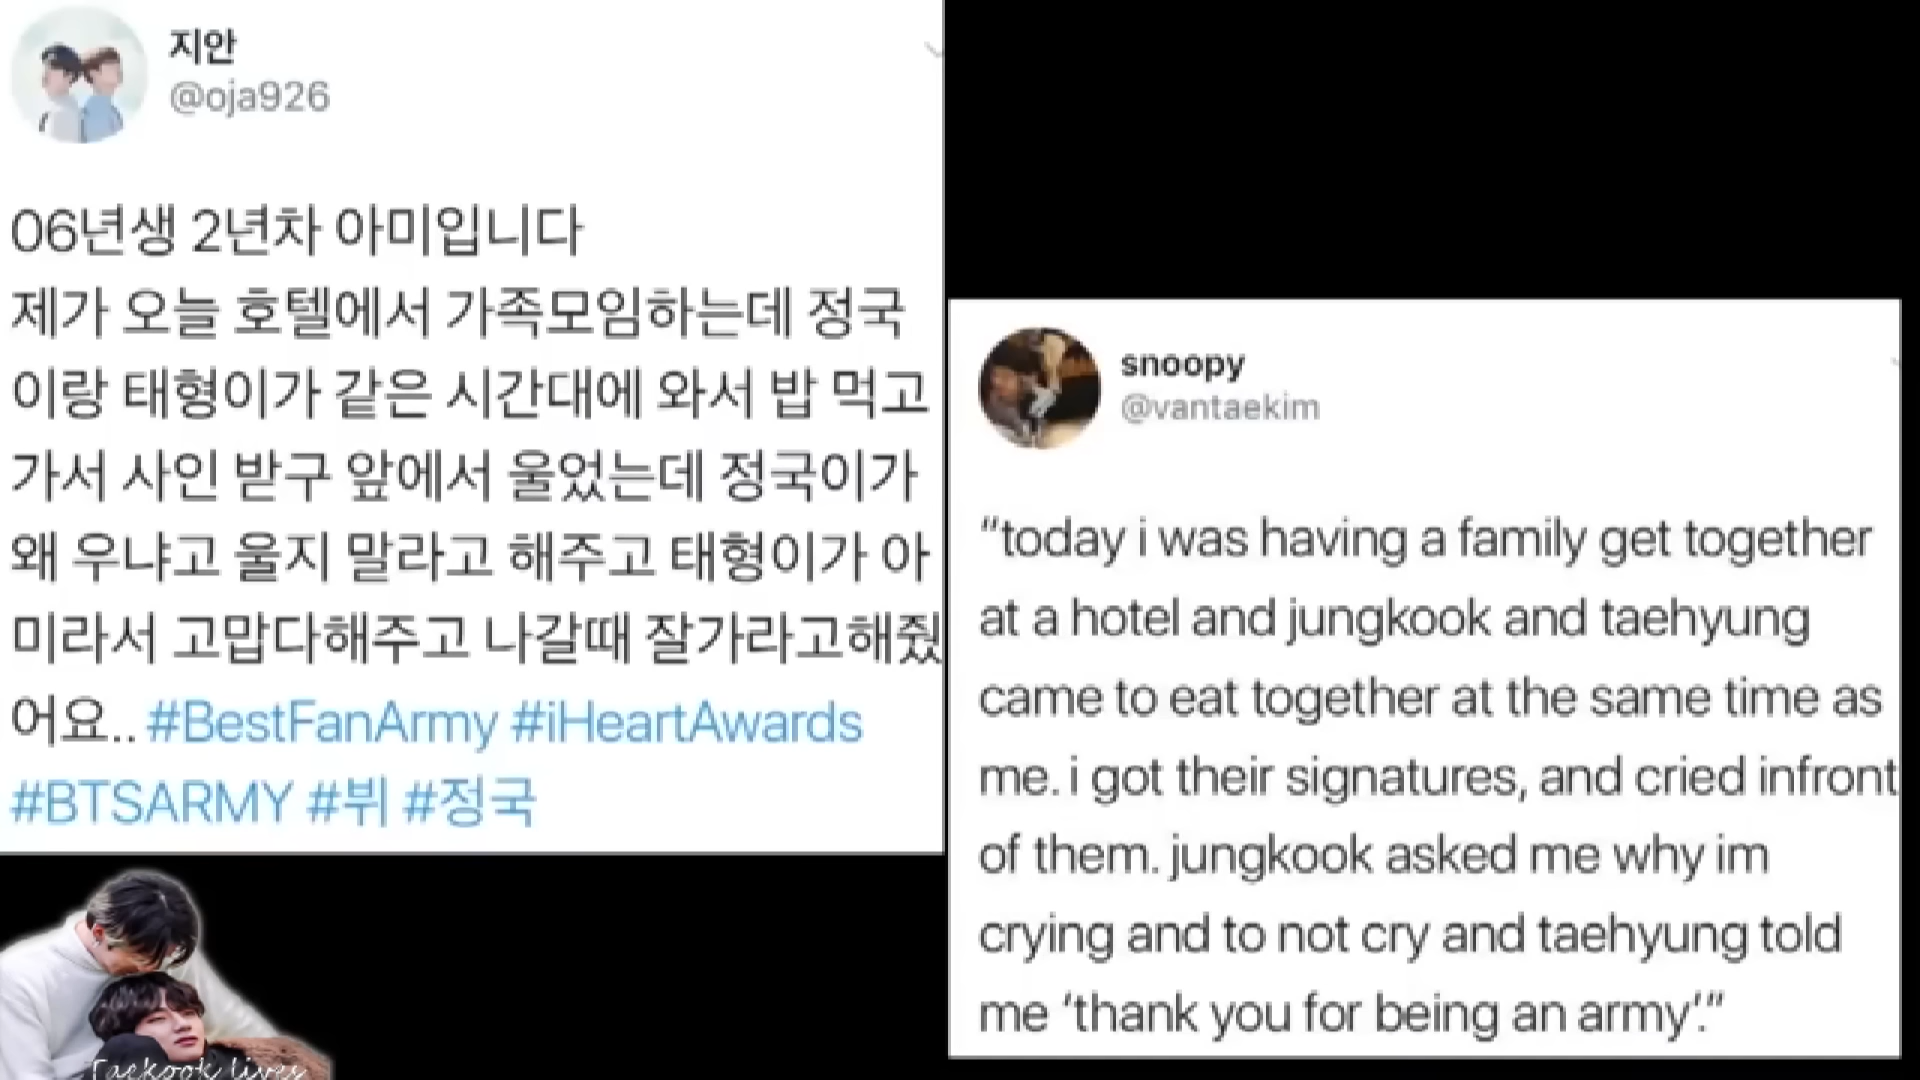 지안
@oja926
06년생 2년차 아미입니다
제가 오늘 호텔에서 가족모임하는데 정국
이랑 태형이가 같은 시간대에 와서 밥 먹고
가서 사인 받구 앞에서 울었는데 정국이가
왜 우냐고 울지 말라고 해주고 태형이가 아
미라서 고맙다해주고 나갈때 잘가라고해줬
어요.. #BestFanArmy #iHeartAwards
#BTSARMY #뷔 #정국
snoopy
@vantaekim
“today i was having a family get together
at a hotel and jungkook and taehyung
came to eat together at the same time as
me. i got their signatures, and cried infront
of them. jungkook asked me why im
crying and to not cry and taehyung told
me ‘thank you for being an army’.”
Taekook lives